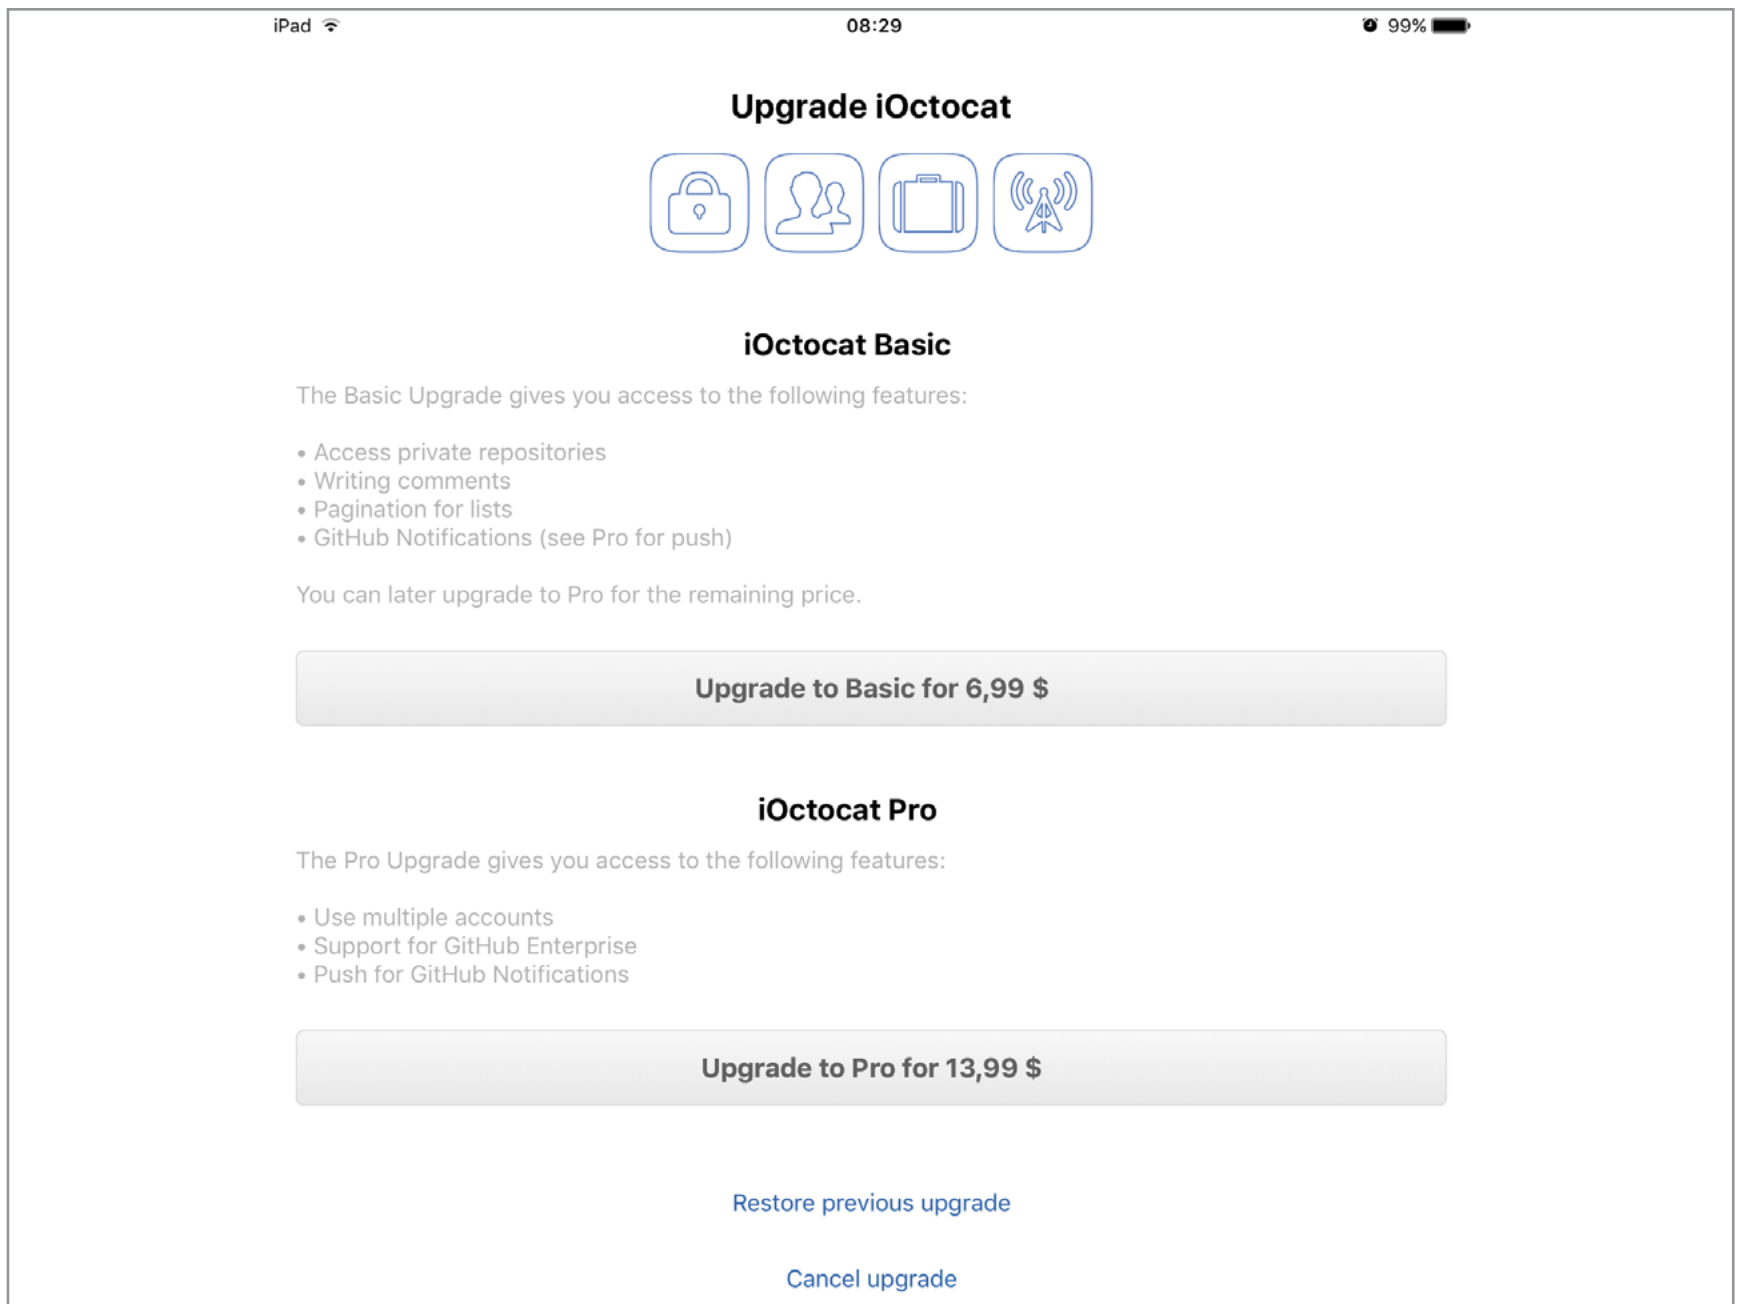 iPad 08:29 99%
Upgrade iOctocat
iOctocat Basic
The Basic Upgrade gives you access to the following features:
• Access private repositories
• Writing comments
• Pagination for lists
• GitHub Notifications (see Pro for push)
You can later upgrade to Pro for the remaining price.
Upgrade to Basic for 6,99 $
iOctocat Pro
The Pro Upgrade gives you access to the following features:
• Use multiple accounts
• Support for GitHub Enterprise
• Push for GitHub Notifications
Upgrade to Pro for 13,99 $
Restore previous upgrade
Cancel upgrade